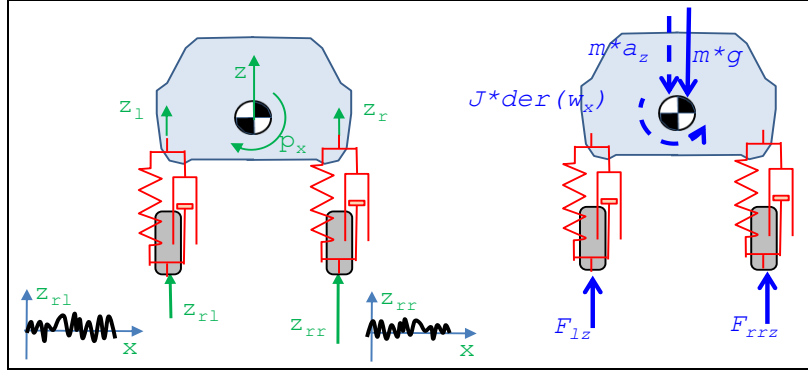 z
z_l
z_r
p_x
z_rl
x
z_rl
z_rr
z_rr
x
m*a_z
m*g
J*der(w_x)
F_lz
F_rrz